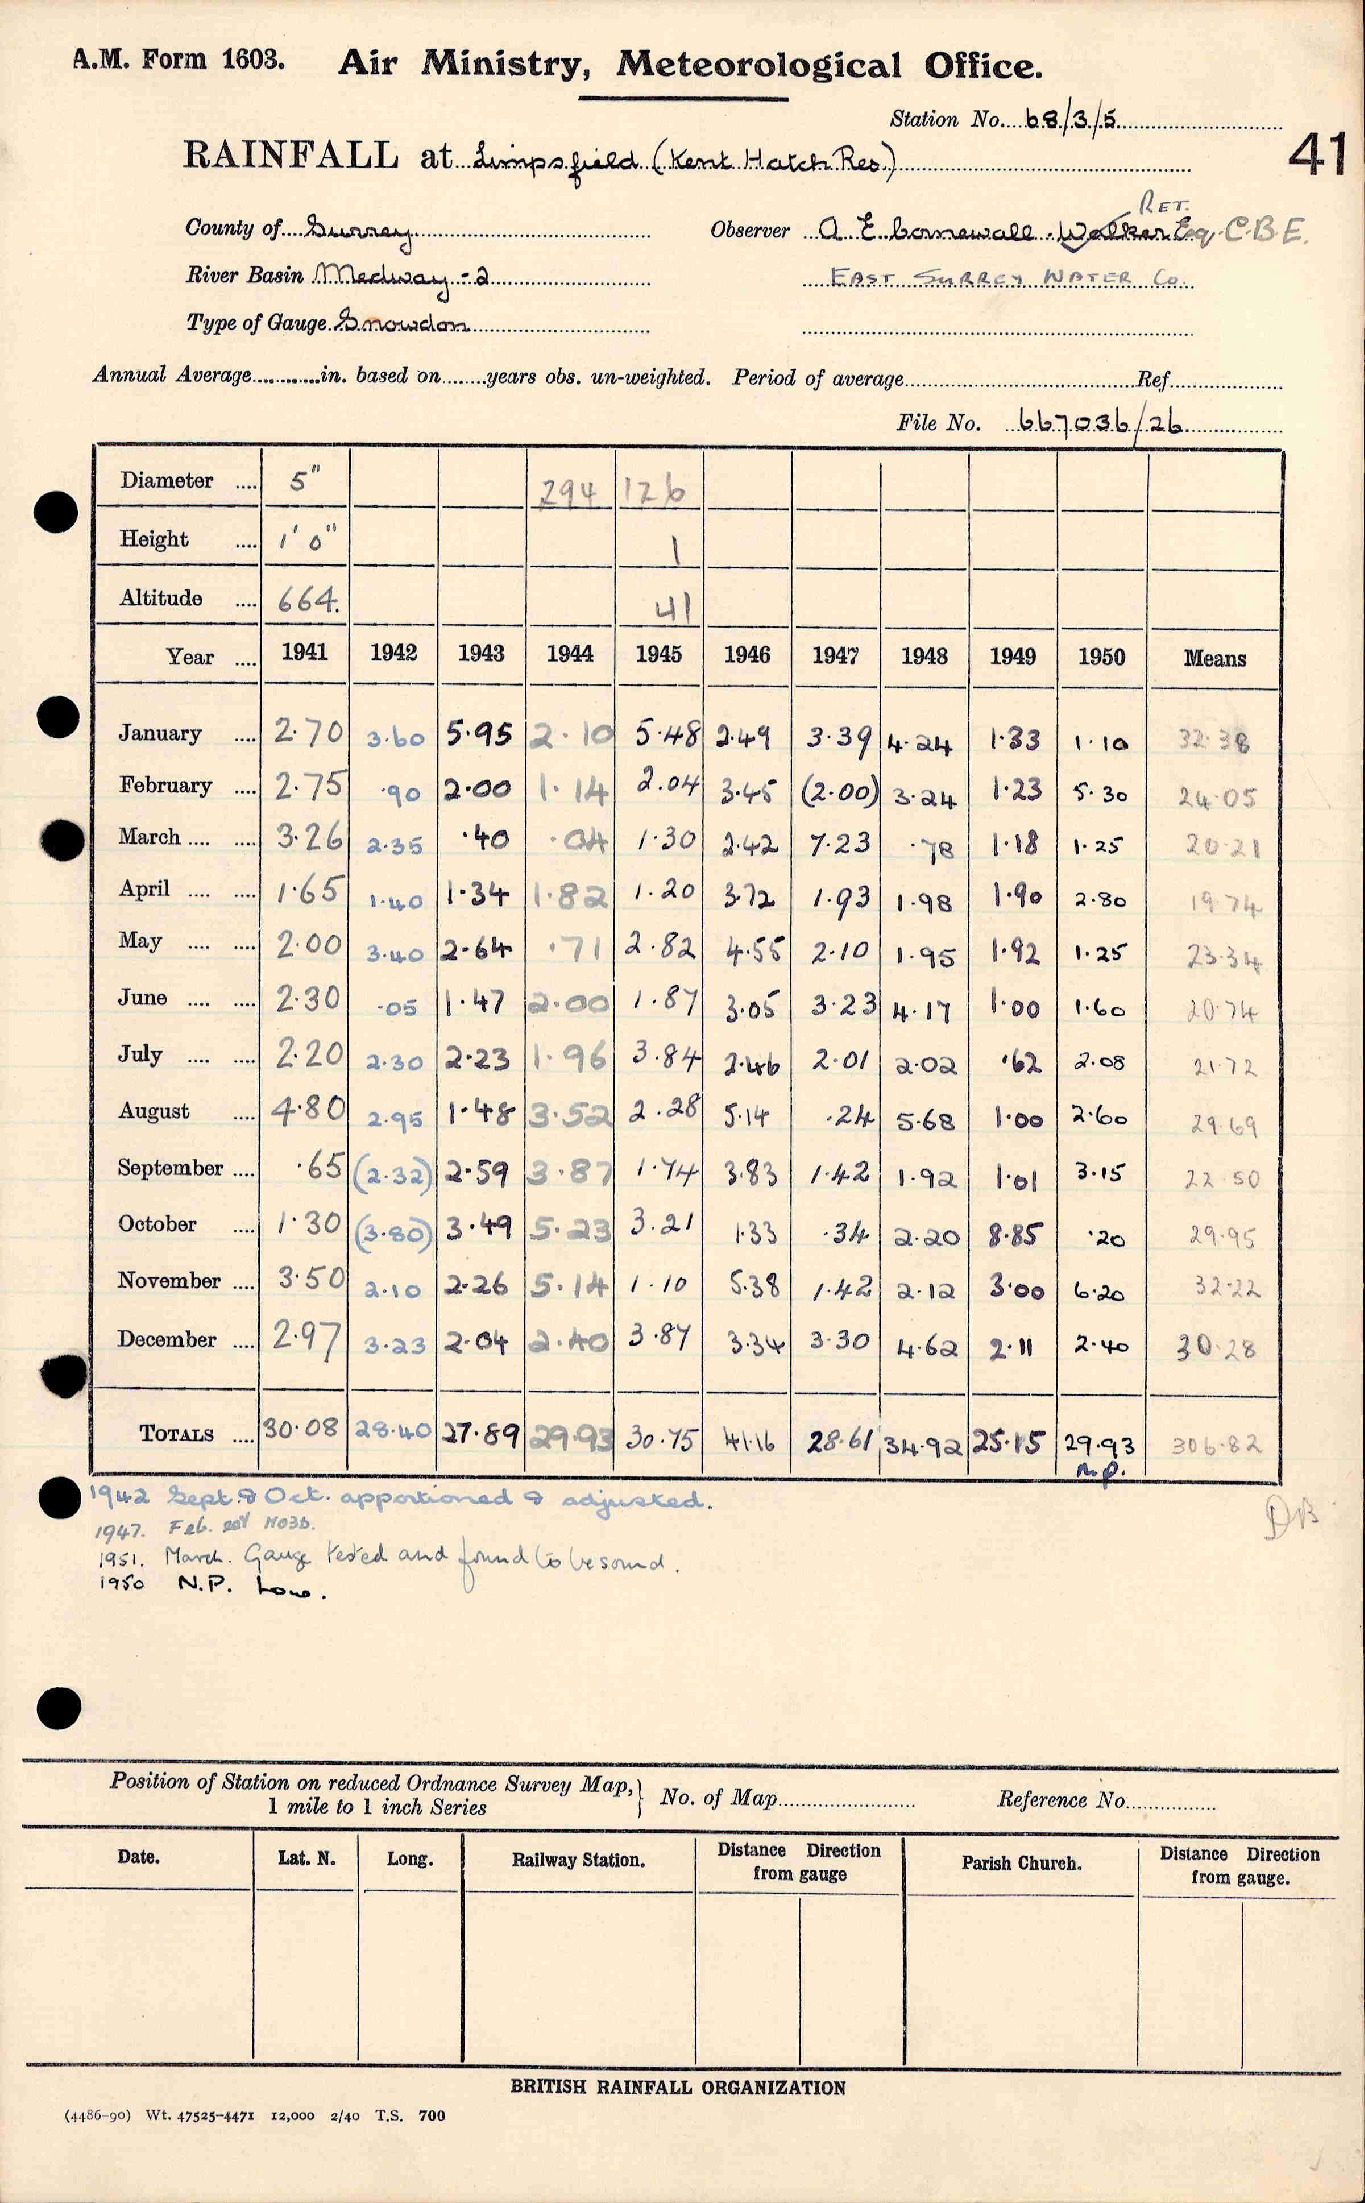 A.M. Form 1603. Air Ministry, Meteorological Office.
Station No. 68/3/5
41
RAINFALL at Limpsfield (Kent Hatch Res)
RET.
County of Surrey Observer A E Cornewall-Walker Esq C.B.E.
River Basin Medway-2 EAST SURREY WATER Co.
Type of Gauge Snowdon
Annual Average in. based on years obs. un-weighted. Period of average Ref
File No. 667036/26
Diameter 5" 294 126
Height 1' 0" 1
Altitude 664. 41
Year 1941 1942 1943 1944 1945 1946 1947 1948 1949 1950 Means
January 2.70 3.60 5.95 2.10 5.48 2.49 3.39 4.24 1.33 1.10 32.38
February 2.75 .90 2.00 1.14 2.04 3.45 (2.00) 3.24 1.23 5.30 24.05
March 3.26 2.35 .40 .04 1.30 2.42 7.23 .78 1.18 1.25 20.21
April 1.65 1.40 1.34 1.82 1.20 3.72 1.93 1.98 1.90 2.80 19.74
May 2.00 3.40 2.64 .71 2.82 4.55 2.10 1.95 1.92 1.25 23.34
June 2.30 .05 1.47 2.00 1.87 3.05 3.23 4.17 1.00 1.60 20.74
July 2.20 2.30 2.23 1.96 3.84 2.46 2.01 2.02 .62 2.08 21.72
August 4.80 2.95 1.48 3.52 2.28 5.14 .24 5.68 1.00 2.60 29.69
September .65 (2.32) 2.59 3.87 1.74 3.83 1.42 1.92 1.01 3.15 22.50
October 1.30 (3.80) 3.49 5.23 3.21 1.33 .34 2.20 8.85 .20 29.95
November 3.50 2.10 2.26 5.14 1.10 5.38 1.42 2.12 3.00 6.20 32.22
December 2.97 3.23 2.04 2.40 3.87 3.34 3.30 4.62 2.11 2.40 30.28
TOTALS 30.08 28.40 27.89 29.93 30.75 41.16 28.61 34.92 25.15 29.93 306.82
n.p.
1942 Sept. & Oct. apportioned & adjusted.
DB
1947. Feb. est M03b.
1951. March. Gauge tested and found to be sound.
1950 N.P. Low.
Position of Station on reduced Ordnance Survey Map,
1 mile to 1 inch Series
No. of Map Reference No.
Date. Lat. N. Long. Railway Station. Distance from gauge Direction Parish Church. Distance from gauge. Direction
BRITISH RAINFALL ORGANIZATION
(4486-90) Wt. 47525-4471 12,000 2/40 T.S. 700